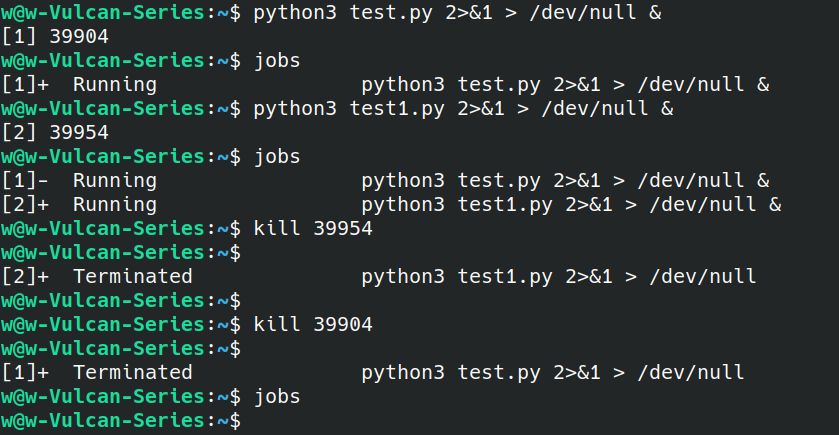 w@w-Vulcan-Series:~$ python3 test.py 2>&1 > /dev/null &
[1] 39904
w@w-Vulcan-Series:~$ jobs
[1]+  Running                 python3 test.py 2>&1 > /dev/null &
w@w-Vulcan-Series:~$ python3 test1.py 2>&1 > /dev/null &
[2] 39954
w@w-Vulcan-Series:~$ jobs
[1]-  Running                 python3 test.py 2>&1 > /dev/null &
[2]+  Running                 python3 test1.py 2>&1 > /dev/null &
w@w-Vulcan-Series:~$ kill 39954
w@w-Vulcan-Series:~$
[2]+  Terminated              python3 test1.py 2>&1 > /dev/null
w@w-Vulcan-Series:~$
w@w-Vulcan-Series:~$ kill 39904
w@w-Vulcan-Series:~$
[1]+  Terminated              python3 test.py 2>&1 > /dev/null
w@w-Vulcan-Series:~$ jobs
w@w-Vulcan-Series:~$